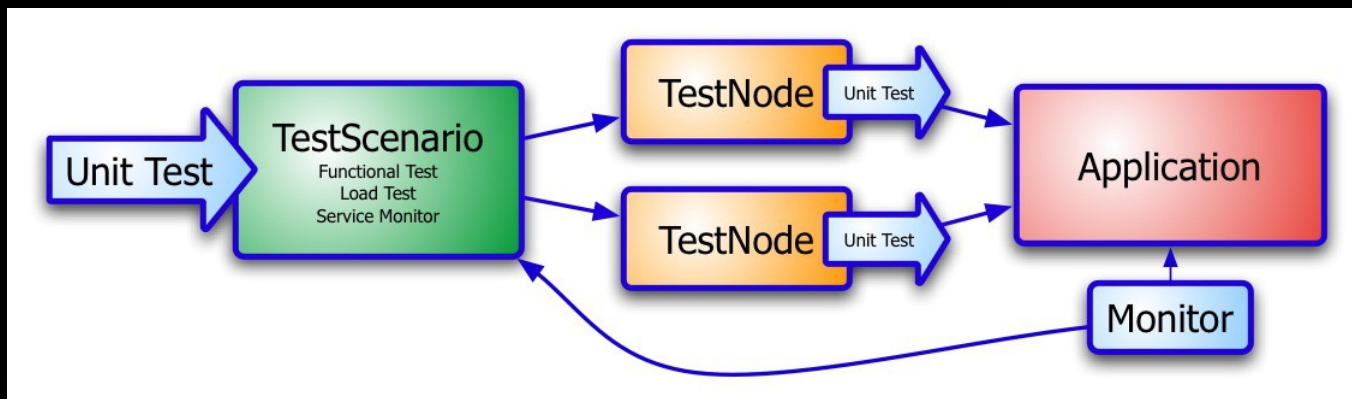 Unit Test
TestScenario
Functional Test
Load Test
Service Monitor
TestNode
Unit Test
TestNode
Unit Test
Application
Monitor